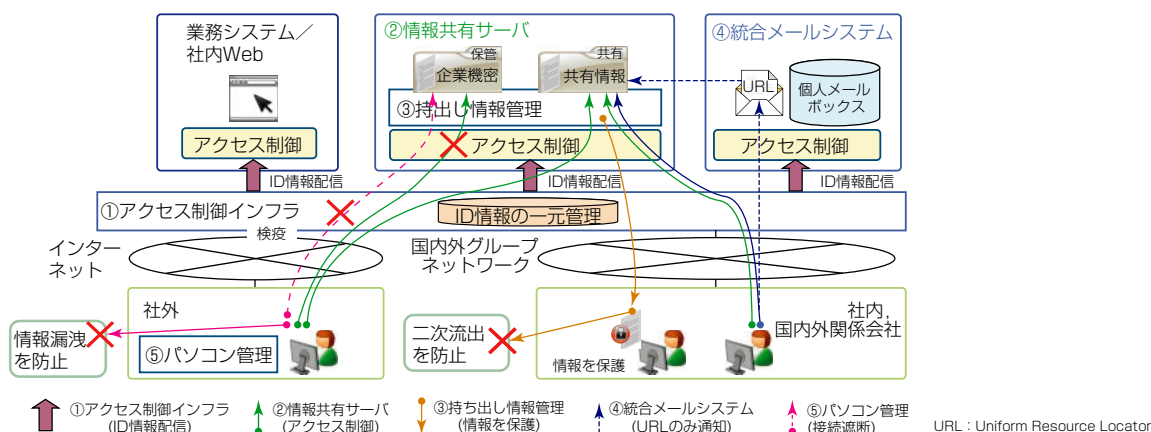 業務システム／
社内Web
アクセス制御
ID情報配信
②情報共有サーバ
保管
企業機密
共有
共有情報
③持出し情報管理
アクセス制御
ID情報配信
④統合メールシステム
URL
個人メール
ボックス
アクセス制御
ID情報配信
①アクセス制御インフラ
ID情報の一元管理
検疫
インター
ネット
国内外グループ
ネットワーク
社外
情報漏洩
を防止
⑤パソコン管理
二次流出
を防止
情報を保護
社内，
国内外関係会社
①アクセス制御インフラ
(ID情報配信)
②情報共有サーバ
(アクセス制御)
③持ち出し情報管理
(情報を保護)
④統合メールシステム
(URLのみ通知)
⑤パソコン管理
(接続遮断)
URL：Uniform Resource Locator